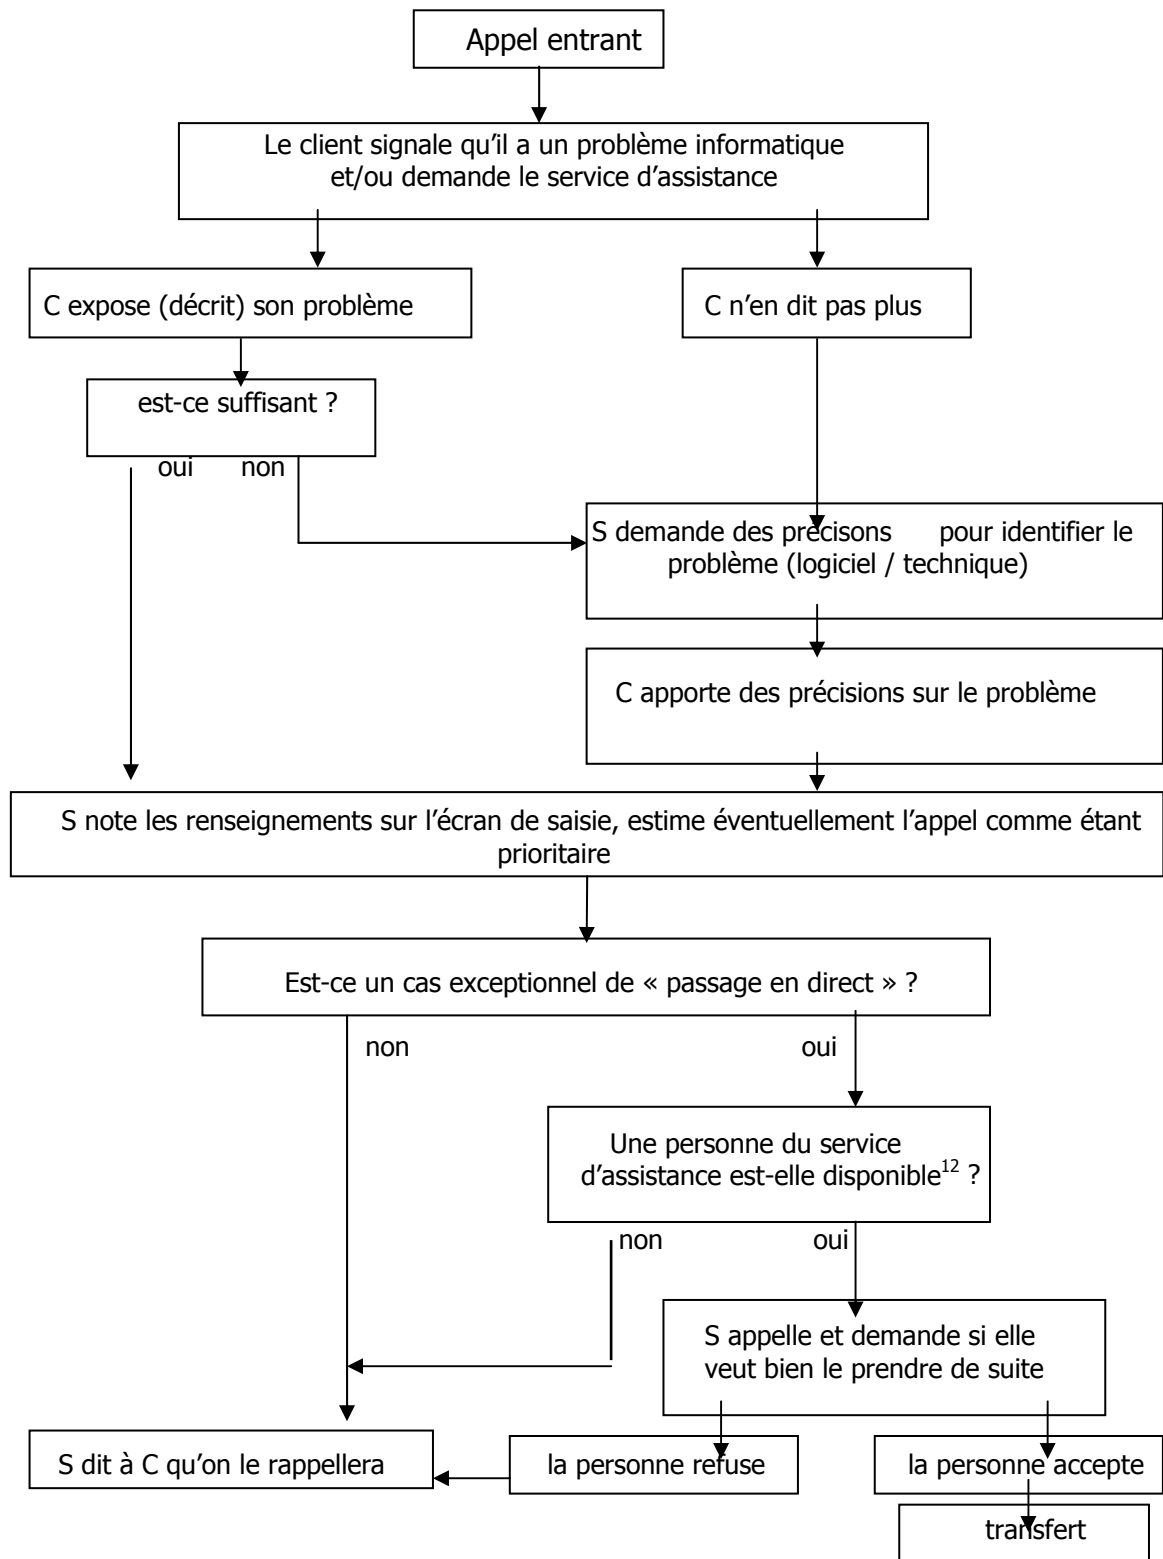 Appel entrant
Le client signale qu’il a un problème informatique
et/ou demande le service d’assistance
C expose (décrit) son problème
C n’en dit pas plus
est-ce suffisant ?
oui non
S demande des précisons pour identifier le
problème (logiciel / technique)
C apporte des précisions sur le problème
S note les renseignements sur l’écran de saisie, estime éventuellement l’appel comme étant
prioritaire
Est-ce un cas exceptionnel de « passage en direct » ?
non oui
Une personne du service
d’assistance est-elle disponible12 ?
non oui
S appelle et demande si elle
veut bien le prendre de suite
S dit à C qu’on le rappellera
la personne refuse
la personne accepte
transfert